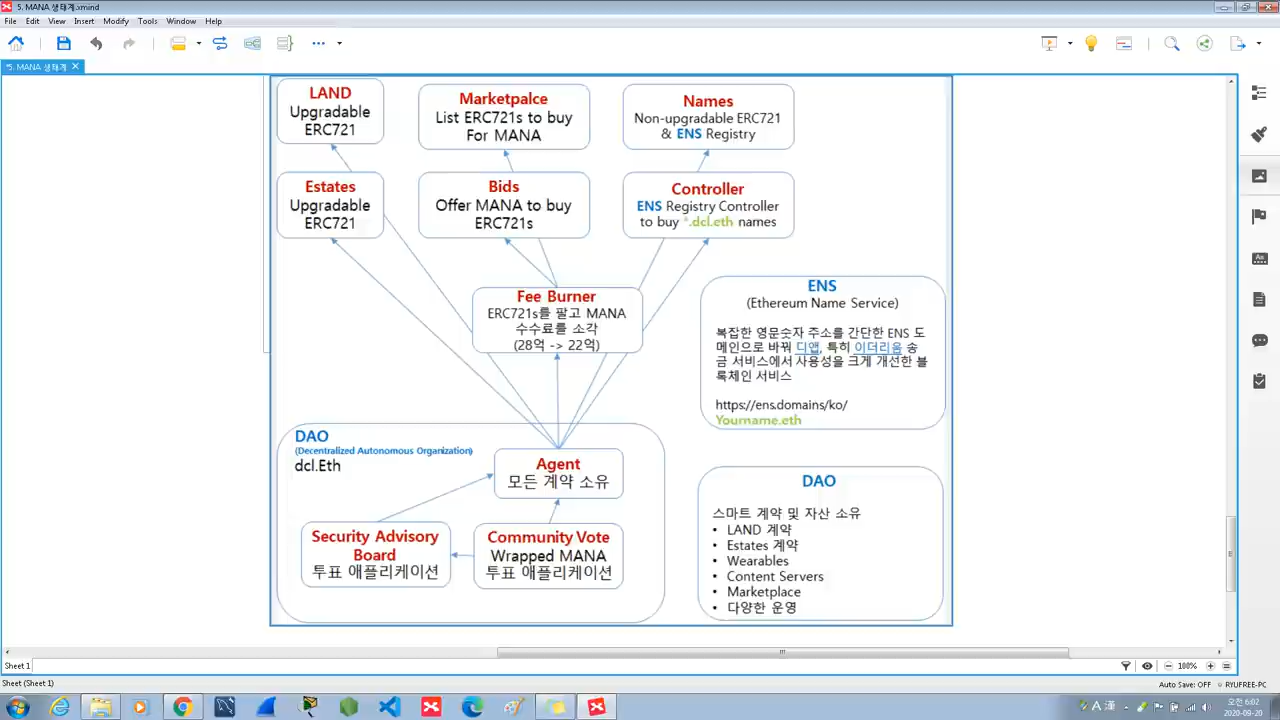 5. MANA 생태계.xmind
File Edit View Insert Modify Tools Window Help
*5. MANA 생태계
LAND
Upgradable
ERC721
Marketpalce
List ERC721s to buy
For MANA
Names
Non-upgradable ERC721
& ENS Registry
Estates
Upgradable
ERC721
Bids
Offer MANA to buy
ERC721s
Controller
ENS Registry Controller
to buy *.dcl.eth names
Fee Burner
ERC721s를 팔고 MANA
수수료를 소각
(28억 -> 22억)
ENS
(Ethereum Name Service)
복잡한 영문숫자 주소를 간단한 ENS 도
메인으로 바꿔 디앱, 특히 이더리움 송
금 서비스에서 사용성을 크게 개선한 블
록체인 서비스
https://ens.domains/ko/
Yourname.eth
DAO
(Decentralized Autonomous Organization)
dcl.Eth
Agent
모든 계약 소유
Security Advisory
Board
투표 애플리케이션
Community Vote
Wrapped MANA
투표 애플리케이션
DAO
스마트 계약 및 자산 소유
• LAND 계약
• Estates 계약
• Wearables
• Content Servers
• Marketplace
• 다양한 운영
Sheet 1
100%
Sheet (Sheet 1)
Auto Save: OFF
RYUFREE-PC
A 漢
오전 6:02
2020-09-20